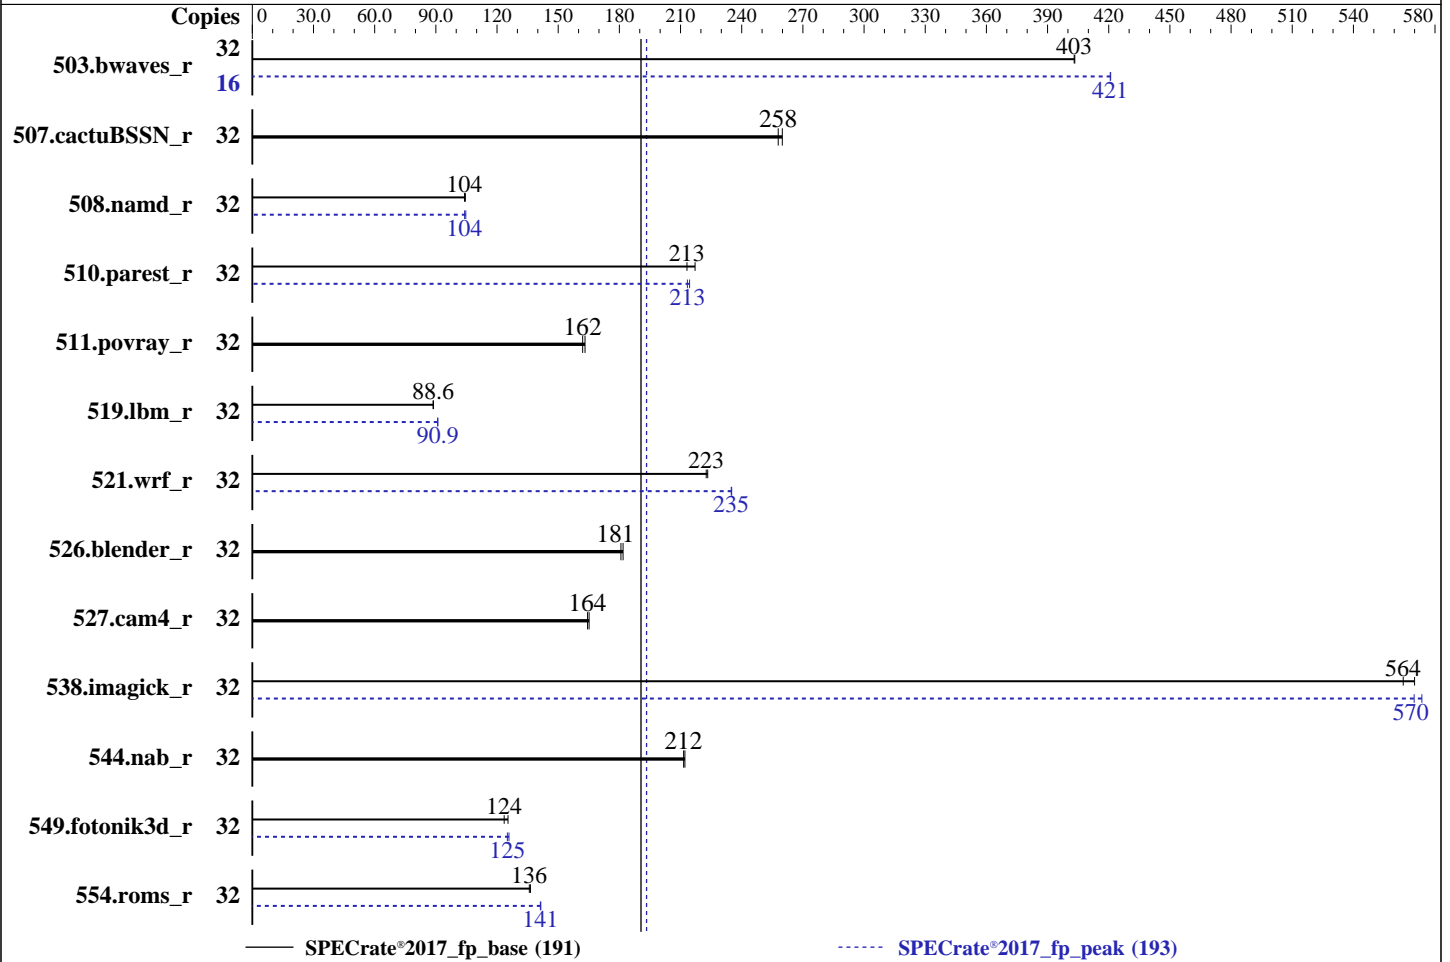 Copies 0 30.0 60.0 90.0 120 150 180 210 240 270 300 330 360 390 420 450 480 510 540 580
503.bwaves_r 32 403
16 421
507.cactuBSSN_r 32 258
508.namd_r 32 104
104
510.parest_r 32 213
213
511.povray_r 32 162
519.lbm_r 32 88.6
90.9
521.wrf_r 32 223
235
526.blender_r 32 181
527.cam4_r 32 164
538.imagick_r 32 564
570
544.nab_r 32 212
549.fotonik3d_r 32 124
125
554.roms_r 32 136
141
SPECrate®2017_fp_base (191) SPECrate®2017_fp_peak (193)